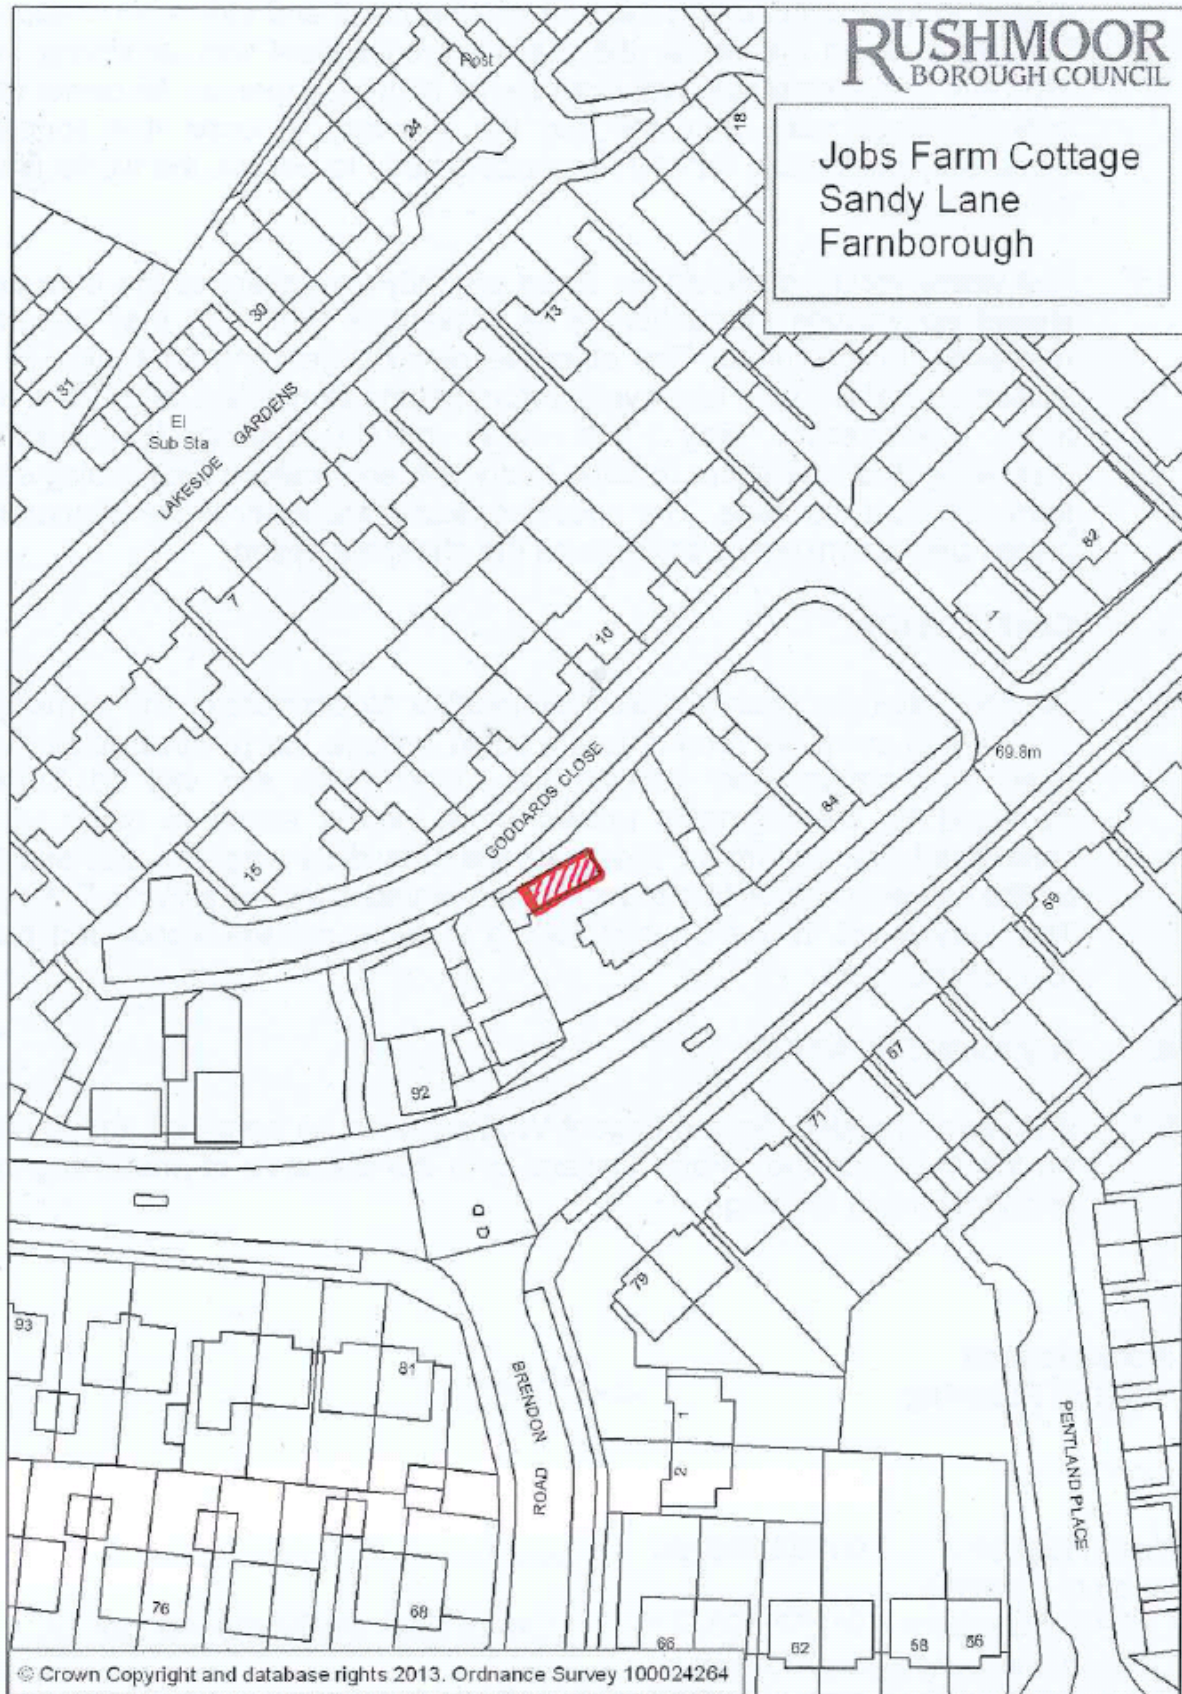 RUSHMOOR
BOROUGH COUNCIL
Jobs Farm Cottage
Sandy Lane
Farnborough
Post
24
18
30
13
31
El
Sub Sta
LAKESIDE GARDENS
82
7
1
10
69.8m
GODDARDS CLOSE
84
15
59
67
92
71
79
93
81
BRENDON ROAD
1
2
PENTLAND PLACE
76
68
66
62
58
56
© Crown Copyright and database rights 2013. Ordnance Survey 100024264